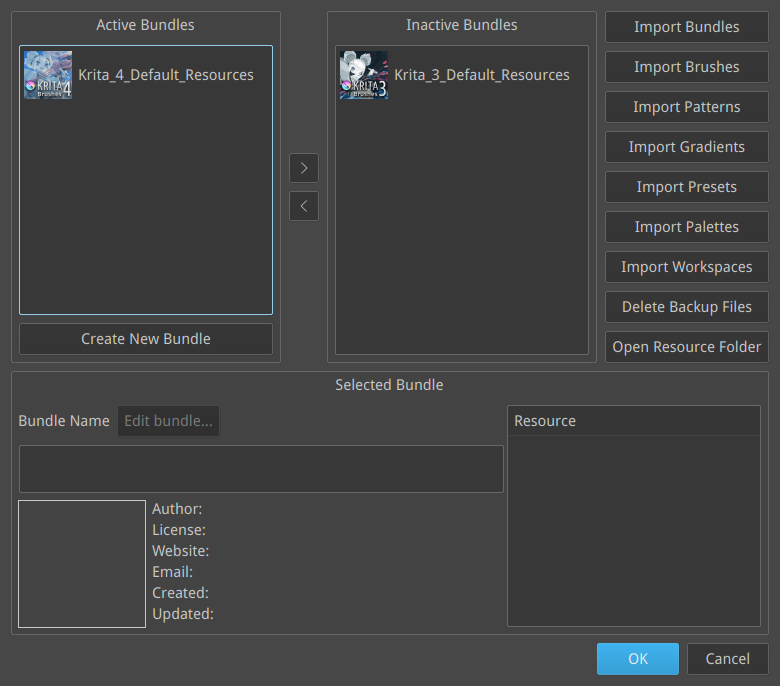 Active Bundles
KRITA
Brushes 4
Krita_4_Default_Resources
Create New Bundle
>
<
Inactive Bundles
KRITA
Brushes 3
Krita_3_Default_Resources
Import Bundles
Import Brushes
Import Patterns
Import Gradients
Import Presets
Import Palettes
Import Workspaces
Delete Backup Files
Open Resource Folder
Selected Bundle
Bundle Name
Edit bundle...
Author:
License:
Website:
Email:
Created:
Updated:
Resource
OK
Cancel